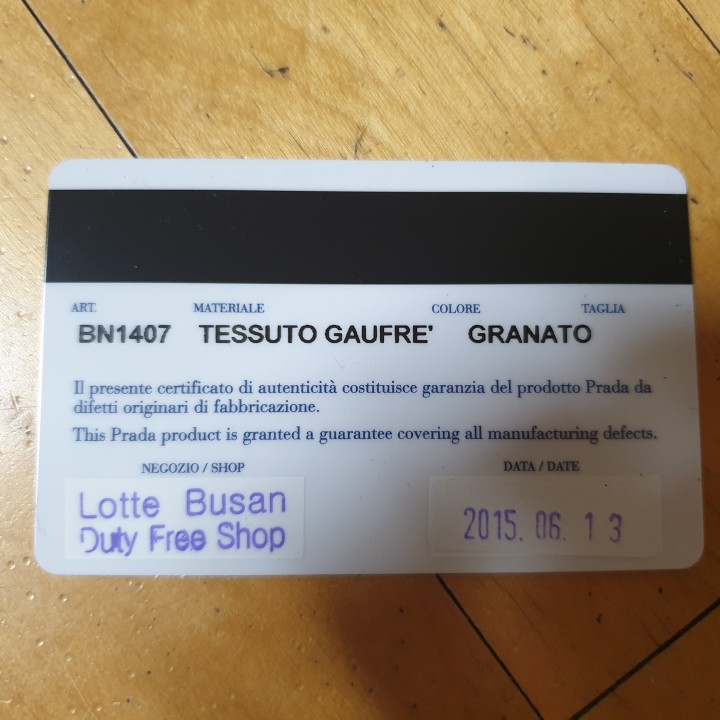 ART. MATERIALE COLORE TAGLIA
BN1407 TESSUTO GAUFRE' GRANATO
Il presente certificato di autenticità costituisce garanzia del prodotto Prada da
difetti originari di fabbricazione.
This Prada product is granted a guarantee covering all manufacturing defects.
NEGOZIO / SHOP DATA / DATE
Lotte Busan
Duty Free Shop
2015. 06. 13